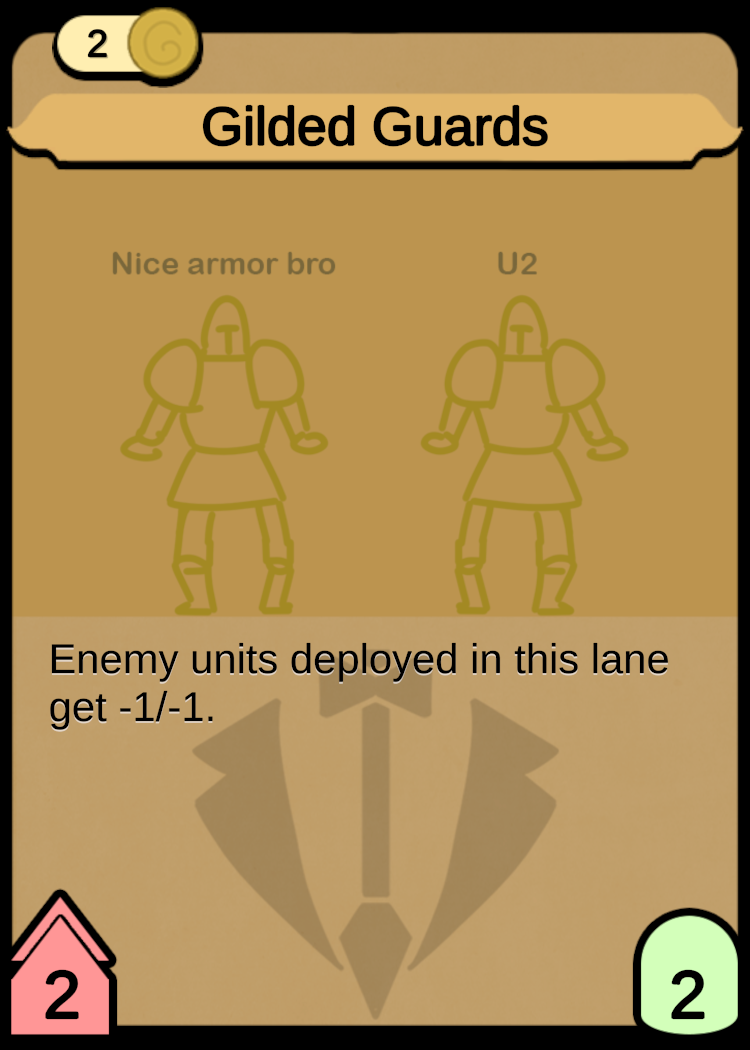 2
Gilded Guards
Nice armor bro
U2
Enemy units deployed in this lane
get -1/-1.
2
2